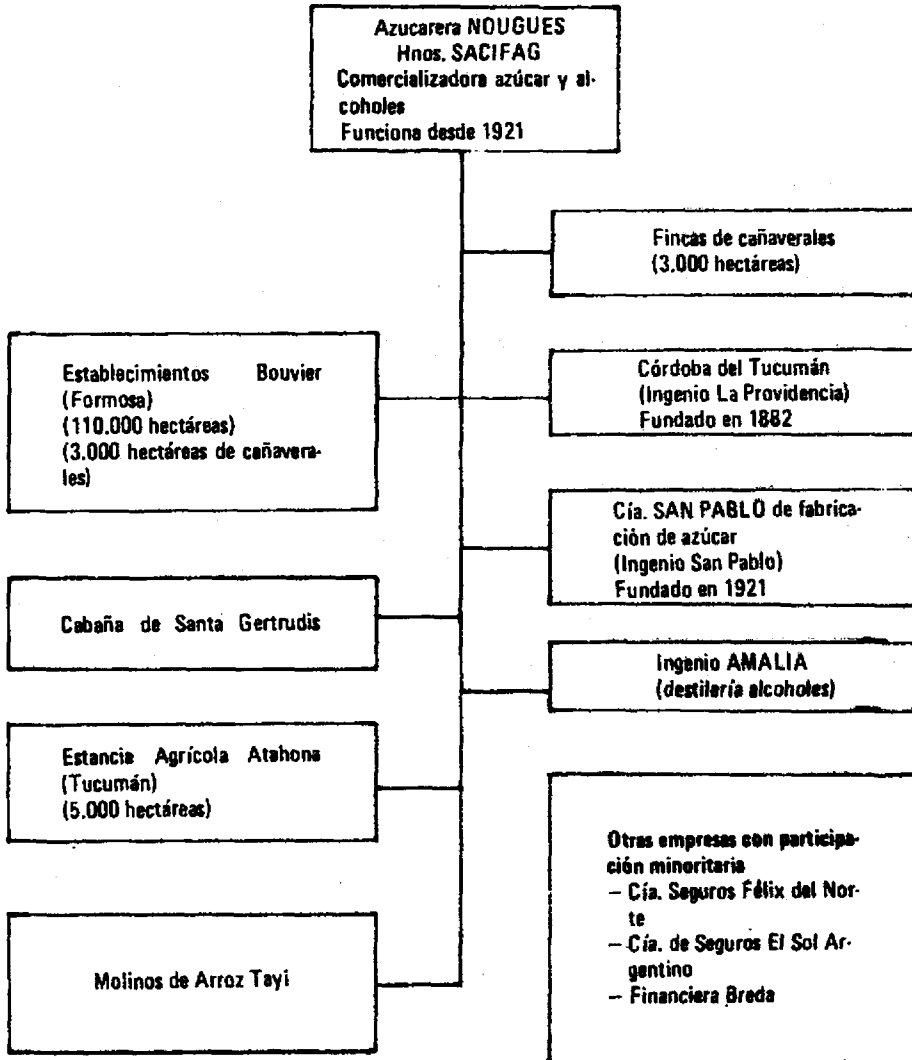 Azucarera NOUGUES
Hnos. SACIFAG
Comercializadora azúcar y al-
coholes
Funciona desde 1921
Fincas de cañaverales
(3.000 hectáreas)
Establecimientos Bouvier
(Formosa)
(110.000 hectáreas)
(3.000 hectáreas de cañavera-
les)
Córdoba del Tucumán
(Ingenio La Providencia)
Fundado en 1882
Cía. SAN PABLO de fabrica-
ción de azúcar
(Ingenio San Pablo)
Fundado en 1921
Cabaña de Santa Gertrudis
Ingenio AMALIA
(destilería alcoholes)
Estancia Agrícola Atahona
(Tucumán)
(5.000 hectáreas)
Otras empresas con participa-
ción minoritaria
– Cía. Seguros Félix del Nor-
te
– Cía. de Seguros El Sol Ar-
gentino
– Financiera Breda
Molinos de Arroz Tayi